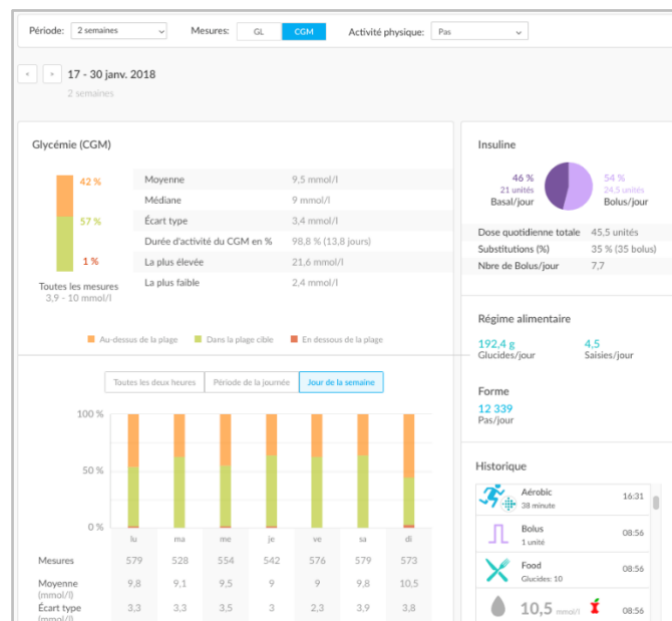 Période: 2 semaines Mesures: GL CGM Activité physique: Pas
< > 17 - 30 janv. 2018
2 semaines
Glycémie (CGM)
42 %
57 %
1 %
Toutes les mesures
3,9 - 10 mmol/l
Moyenne 9,5 mmol/l
Médiane 9 mmol/l
Écart type 3,4 mmol/l
Durée d'activité du CGM en % 98,8 % (13,8 jours)
La plus élevée 21,6 mmol/l
La plus faible 2,4 mmol/l
Au-dessus de la plage Dans la plage cible En dessous de la plage
Toutes les deux heures Période de la journée Jour de la semaine
100 %
50 %
0 %
lu ma me je ve sa di
Mesures 579 528 554 542 576 579 573
Moyenne 9,8 9,1 9,5 9 9 9,8 10,5
(mmol/l)
Écart type 3,3 3,3 3,5 3 2,3 3,9 3,8
(mmol/l)
Insuline
46 % 54 %
21 unités 24,5 unités
Basal/jour Bolus/jour
Dose quotidienne totale 45,5 unités
Substitutions (%) 35 % (35 bolus)
Nbre de Bolus/jour 7,7
Régime alimentaire
192,4 g 4,5
Glucides/jour Saisies/jour
Forme
12 339
Pas/jour
Historique
Aérobic 16:31
38 minute
Bolus 08:56
1 unité
Food 08:56
Glucides: 10
10,5 mmol/l 08:56